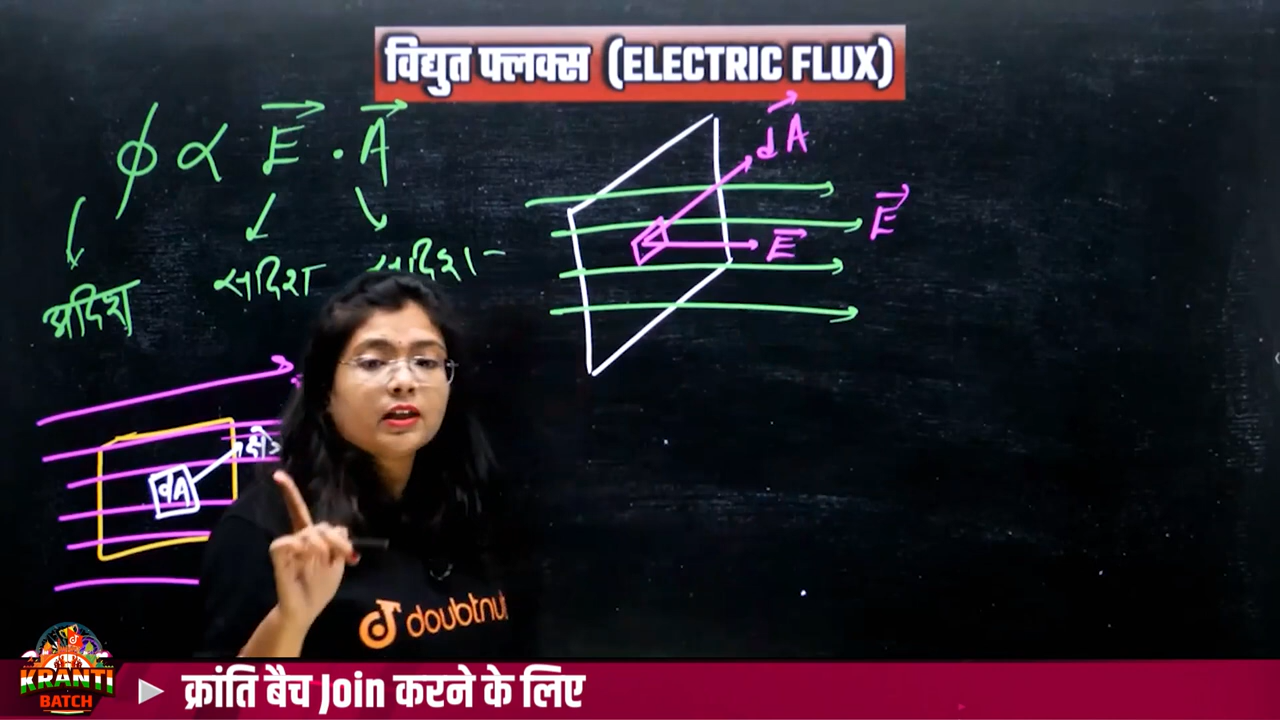 विद्युत फ्लक्स (ELECTRIC FLUX)
ϕ ∝ E⃗ . A⃗
अदिश सदिश सदिश
dA⃗
E⃗
E⃗
dA
doubtnut
KRANTI
BATCH
क्रांति बैच Join करने के लिए